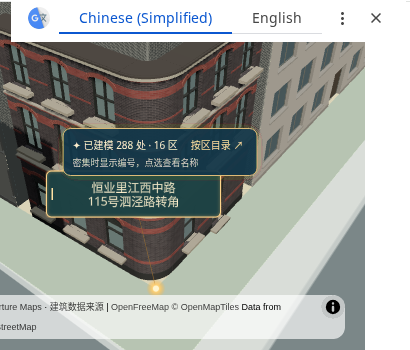 Chinese (Simplified) English
✦ 已建模 288 处 · 16 区 按区目录 ↗
密集时显示编号，点选查看名称
恒业里江西中路
115号泗泾路转角
rture Maps · 建筑数据来源 | OpenFreeMap © OpenMapTiles Data from
StreetMap